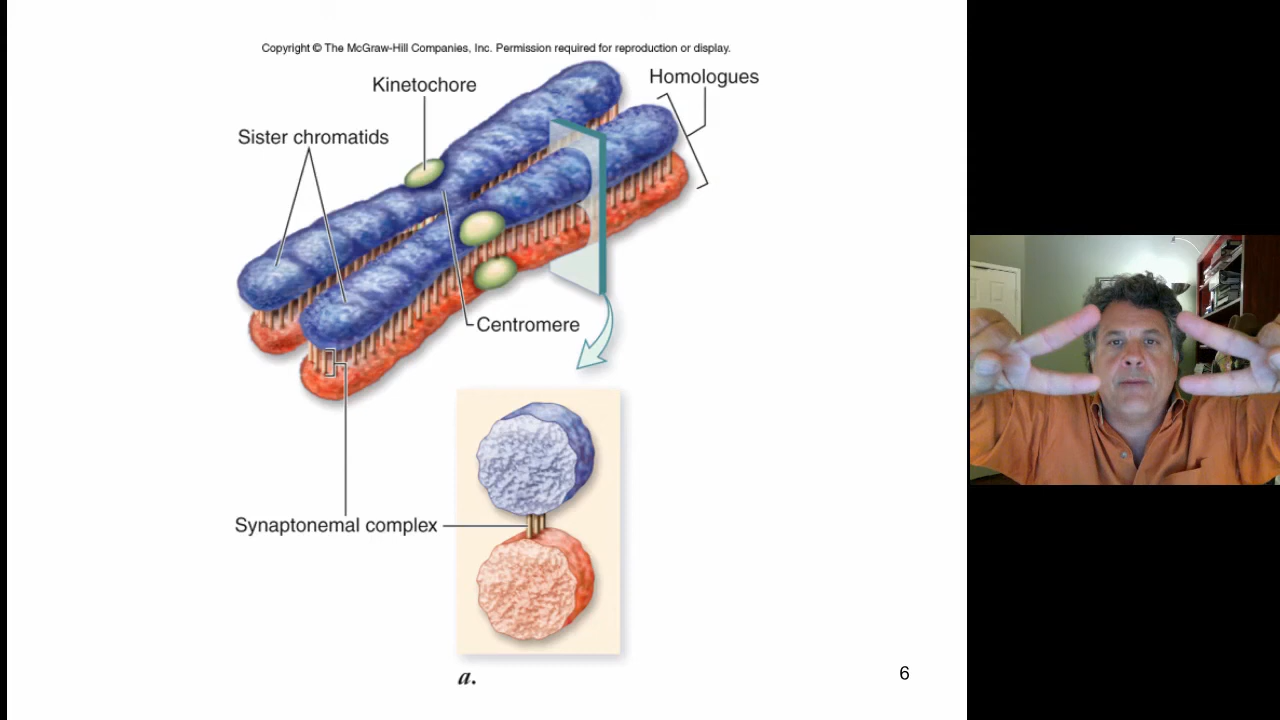 Copyright © The McGraw-Hill Companies, Inc. Permission required for reproduction or display.
Homologues
Kinetochore
Sister chromatids
Centromere
Synaptonemal complex
a.
6